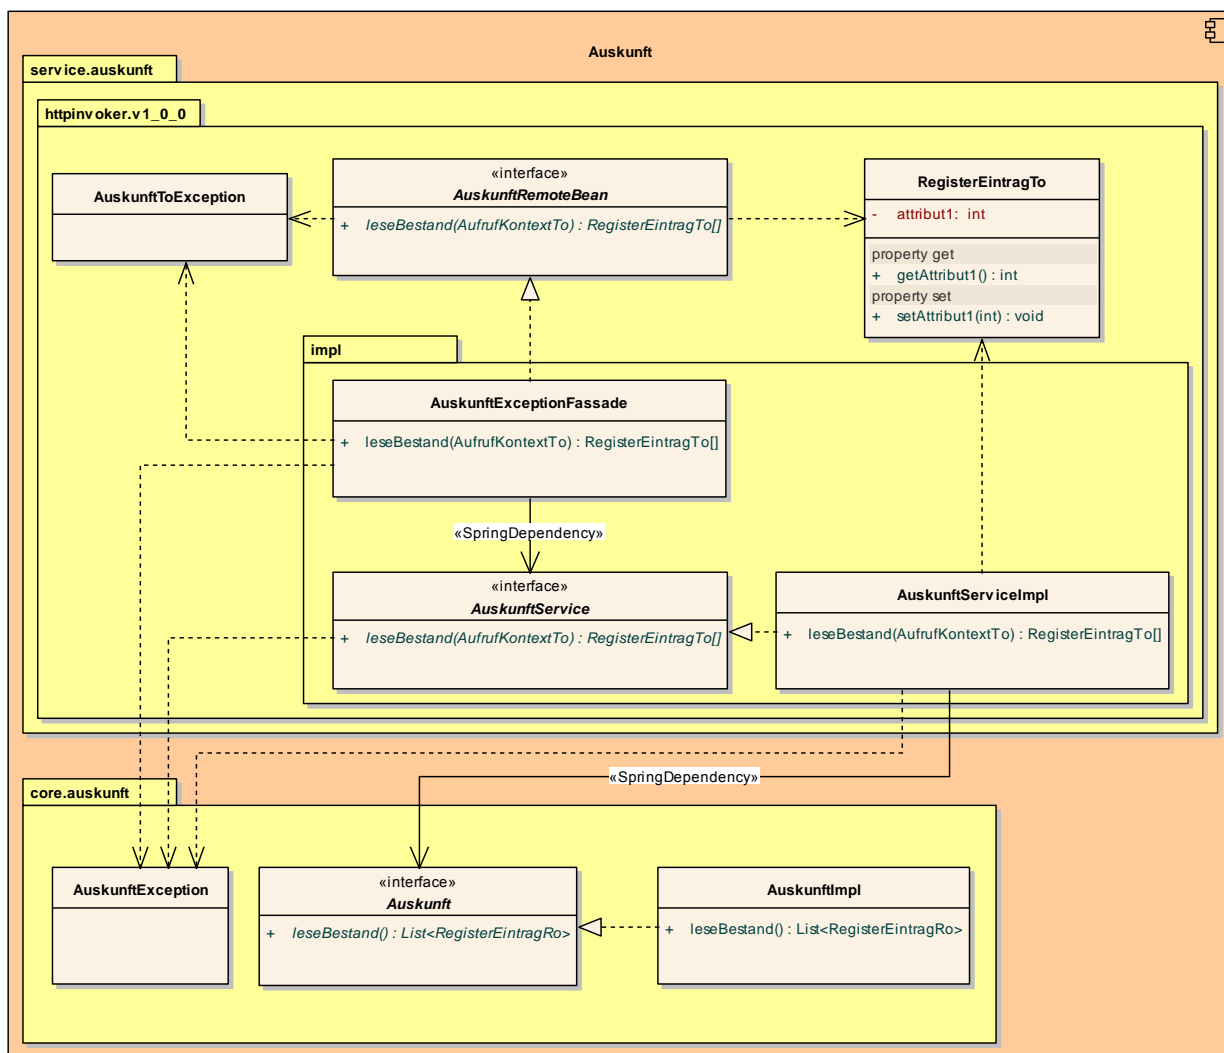 Auskunft
service.auskunft
httpinvoker.v1_0_0
AuskunftToException
«interface»
AuskunftRemoteBean
+ leseBestand(AufrufKontextTo) : RegisterEintragTo[]
RegisterEintragTo
- attribut1: int
property get
+ getAttribut1() : int
property set
+ setAttribut1(int) : void
impl
AuskunftExceptionFassade
+ leseBestand(AufrufKontextTo) : RegisterEintragTo[]
«SpringDependency»
«interface»
AuskunftService
+ leseBestand(AufrufKontextTo) : RegisterEintragTo[]
AuskunftServiceImpl
+ leseBestand(AufrufKontextTo) : RegisterEintragTo[]
«SpringDependency»
core.auskunft
AuskunftException
«interface»
Auskunft
+ leseBestand() : List<RegisterEintragRo>
AuskunftImpl
+ leseBestand() : List<RegisterEintragRo>